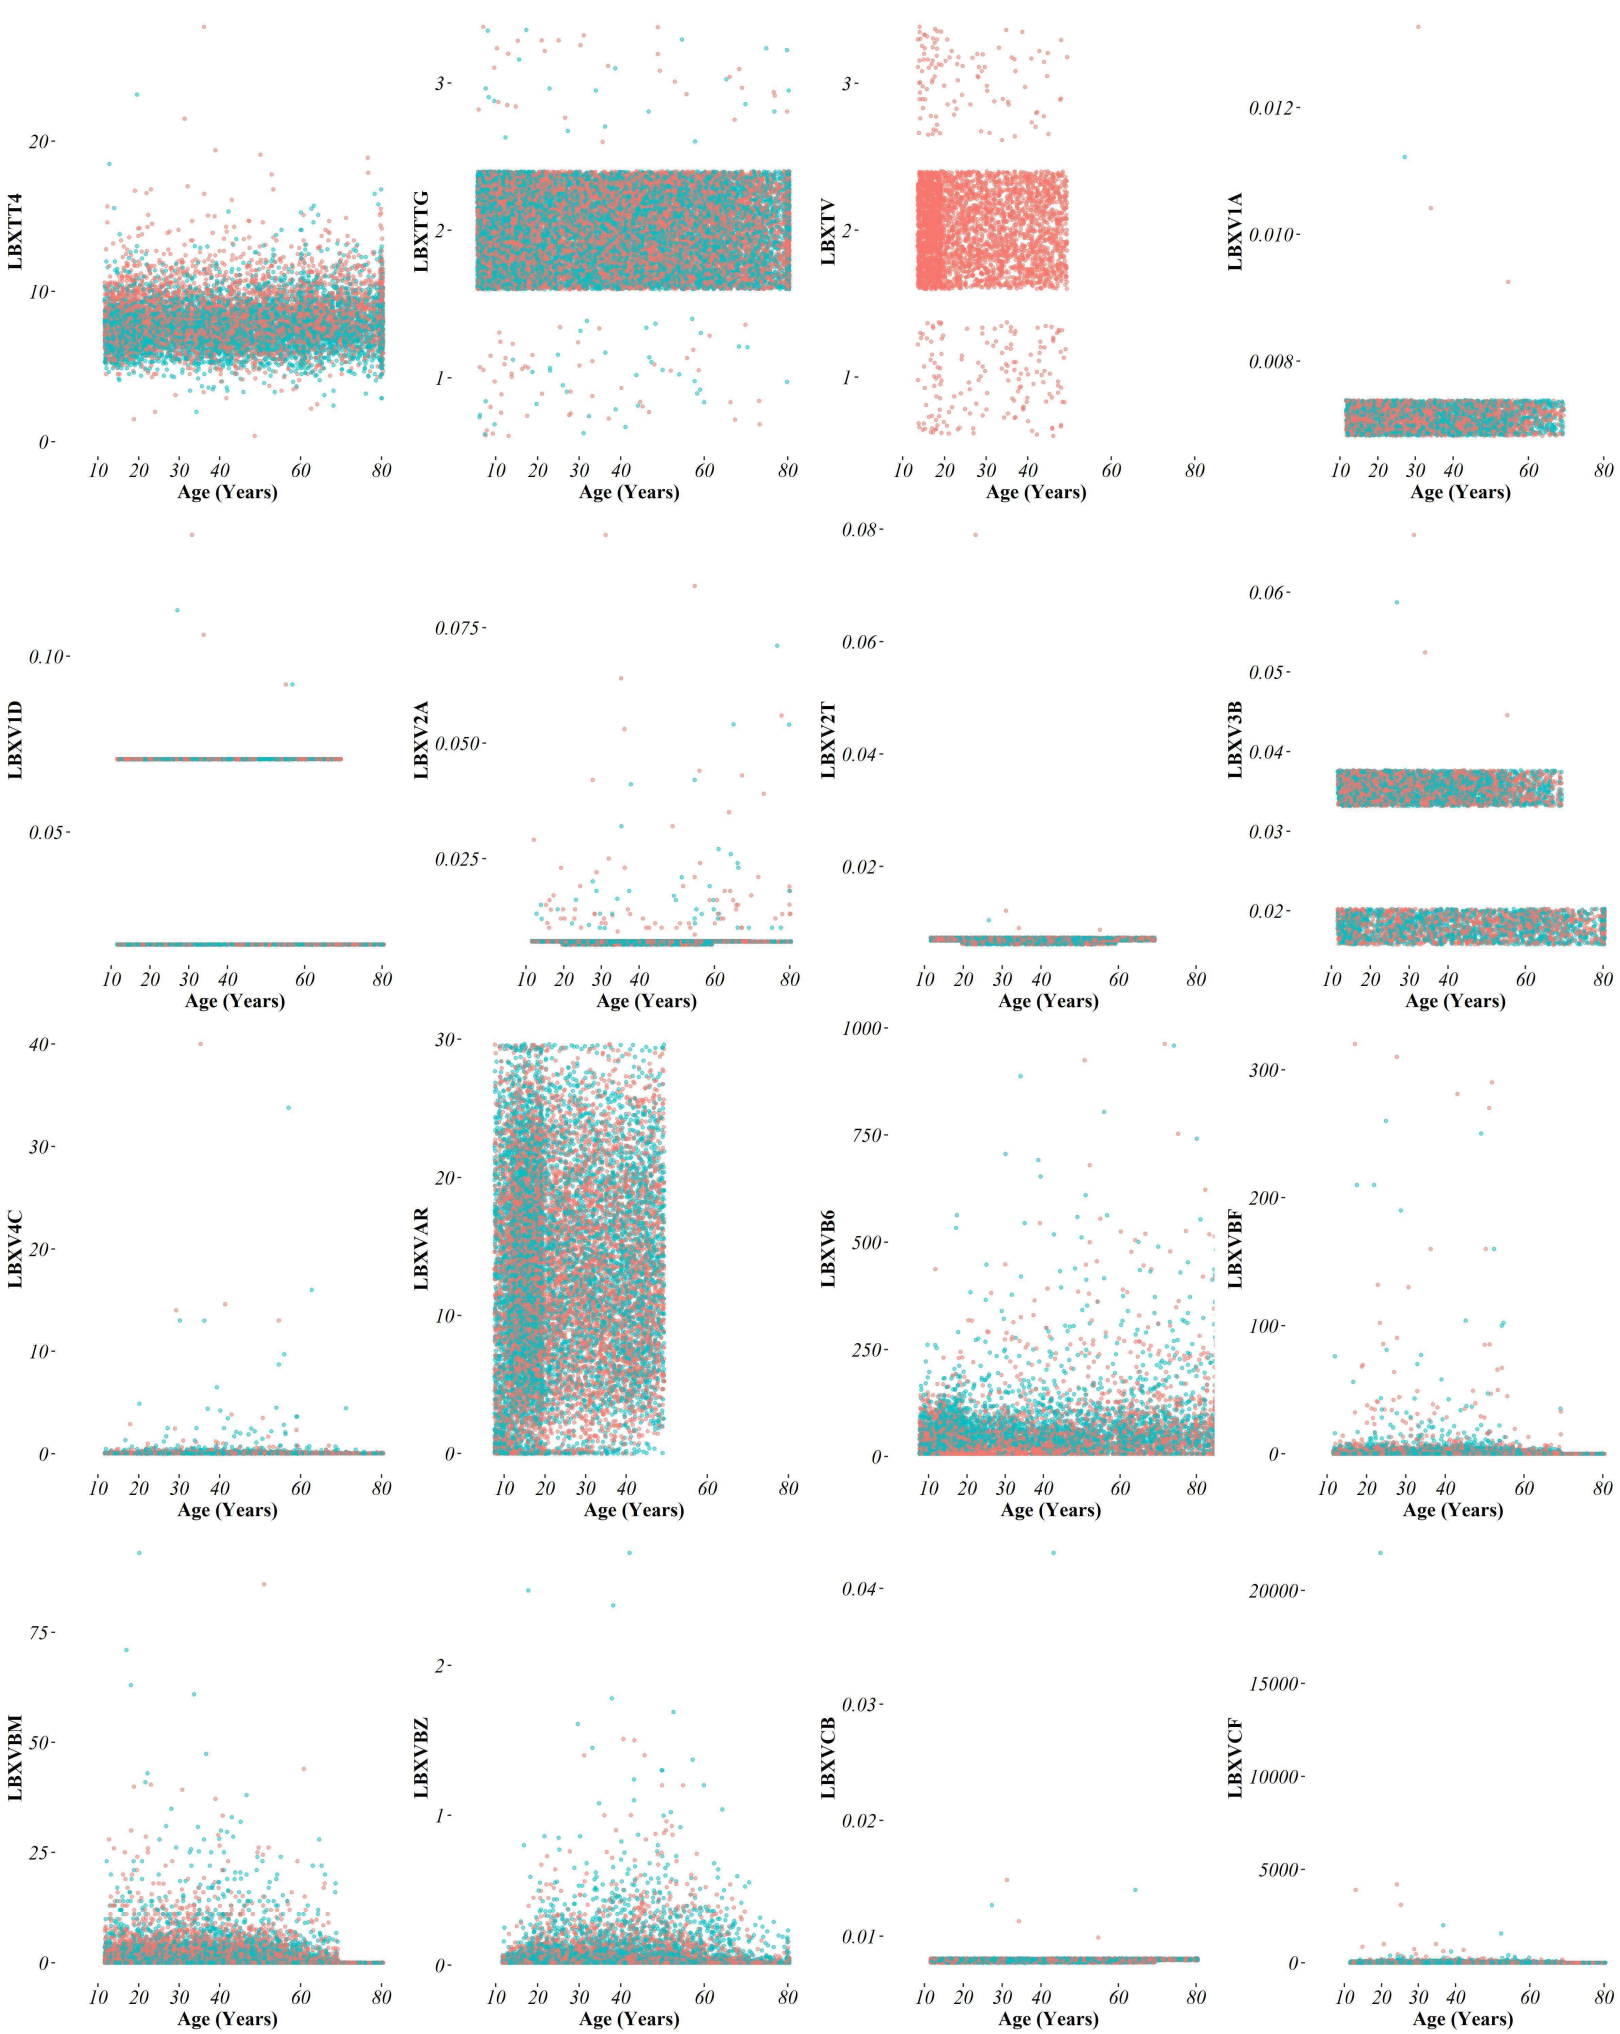 LBXTT4
20
10
0
10 20 30 40 60 80
Age (Years)
LBXTTG
3
2
1
10 20 30 40 60 80
Age (Years)
LBXTV
3
2
1
10 20 30 40 60 80
Age (Years)
LBXV1A
0.012
0.010
0.008
10 20 30 40 60 80
Age (Years)
LBXV1D
0.10
0.05
10 20 30 40 60 80
Age (Years)
LBXV2A
0.075
0.050
0.025
10 20 30 40 60 80
Age (Years)
LBXV2T
0.08
0.06
0.04
0.02
10 20 30 40 60 80
Age (Years)
LBXV3B
0.06
0.05
0.04
0.03
0.02
10 20 30 40 60 80
Age (Years)
LBXV4C
40
30
20
10
0
10 20 30 40 60 80
Age (Years)
LBXVAR
30
20
10
0
10 20 30 40 60 80
Age (Years)
LBXVB6
1000
750
500
250
0
10 20 30 40 60 80
Age (Years)
LBXVBF
300
200
100
0
10 20 30 40 60 80
Age (Years)
LBXVBM
75
50
25
0
10 20 30 40 60 80
Age (Years)
LBXVBZ
2
1
0
10 20 30 40 60 80
Age (Years)
LBXVCB
0.04
0.03
0.02
0.01
10 20 30 40 60 80
Age (Years)
LBXVCF
20000
15000
10000
5000
0
10 20 30 40 60 80
Age (Years)